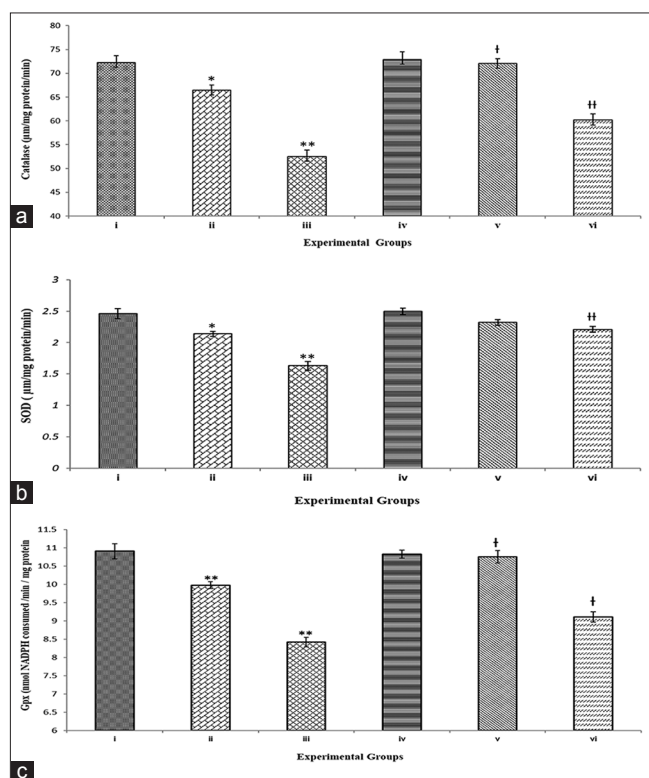 80
75
70
65
60
55
50
45
40
Catalase (µm/mg protein/min)
*
**
ƚ
ƚƚ
i ii iii iv v vi
Experimental Groups
a
3
2.5
2
1.5
1
0.5
0
SOD ( µm/mg protein/min)
*
**
ƚƚ
i ii iii iv v vi
Experimental Groups
b
11.5
11
10.5
10
9.5
9
8.5
8
7.5
7
6.5
6
Gpx (nmol NADPH consumed /min / mg protein
**
**
ƚ
ƚ
i ii iii iv v vi
Experimental Groups
c